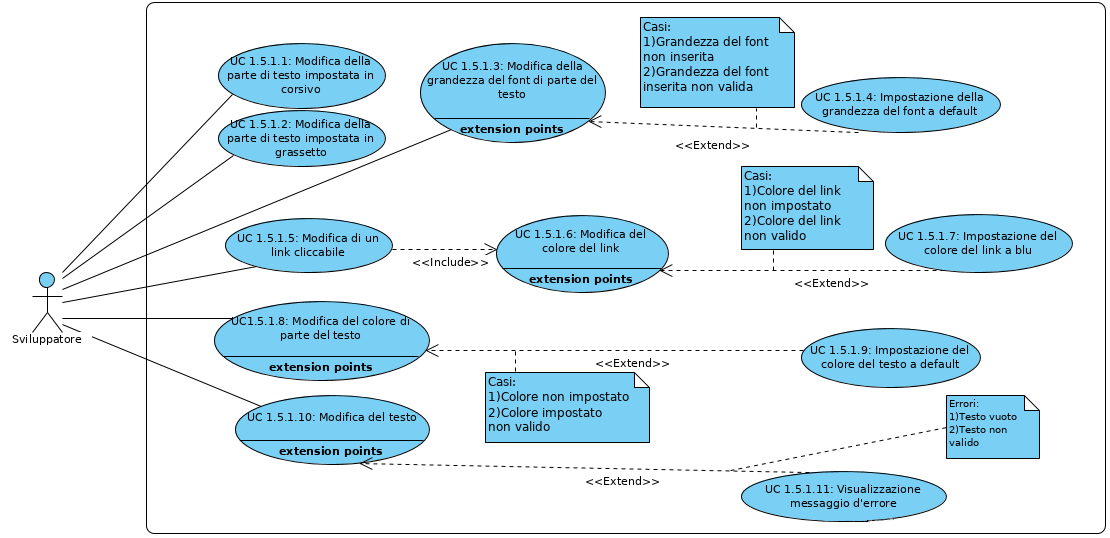 UC 1.5.1.1: Modifica della
parte di testo impostata in
corsivo
UC 1.5.1.2: Modifica della
parte di testo impostata in
grassetto
UC 1.5.1.3: Modifica della
grandezza del font di parte del
testo
extension points
Casi:
1)Grandezza del font
non inserita
2)Grandezza del font
inserita non valida
UC 1.5.1.4: Impostazione della
grandezza del font a default
<<Extend>>
UC 1.5.1.5: Modifica di un
link cliccabile
<<Include>>
UC 1.5.1.6: Modifica del
colore del link
extension points
Casi:
1)Colore del link
non impostato
2)Colore del link
non valido
UC 1.5.1.7: Impostazione del
colore del link a blu
<<Extend>>
Sviluppatore
UC1.5.1.8: Modifica del colore di
parte del testo
extension points
<<Extend>>
UC 1.5.1.9: Impostazione del
colore del testo a default
Casi:
1)Colore non impostato
2)Colore impostato
non valido
UC 1.5.1.10: Modifica del testo
extension points
<<Extend>>
Errori:
1)Testo vuoto
2)Testo non
valido
UC 1.5.1.11: Visualizzazione
messaggio d'errore